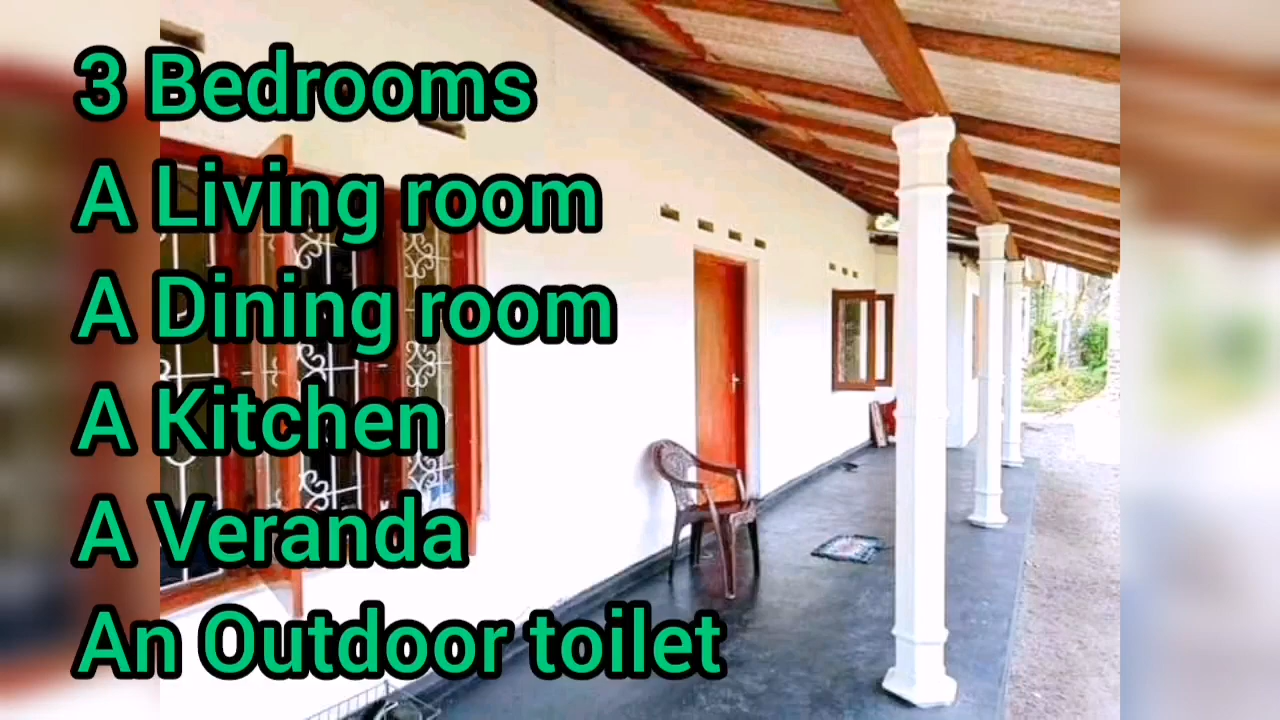 3 Bedrooms
A Living room
A Dining room
A Kitchen
A Veranda
An Outdoor toilet